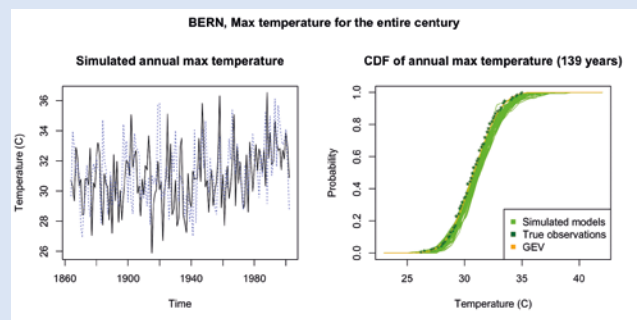 BERN, Max temperature for the entire century
Simulated annual max temperature
Temperature (C)
36
34
32
30
28
26
1860
1900
1940
1980
Time
CDF of annual max temperature (139 years)
Probability
1.0
0.8
0.6
0.4
0.2
0.0
25
30
35
40
Temperature (C)
Simulated models
True observations
GEV